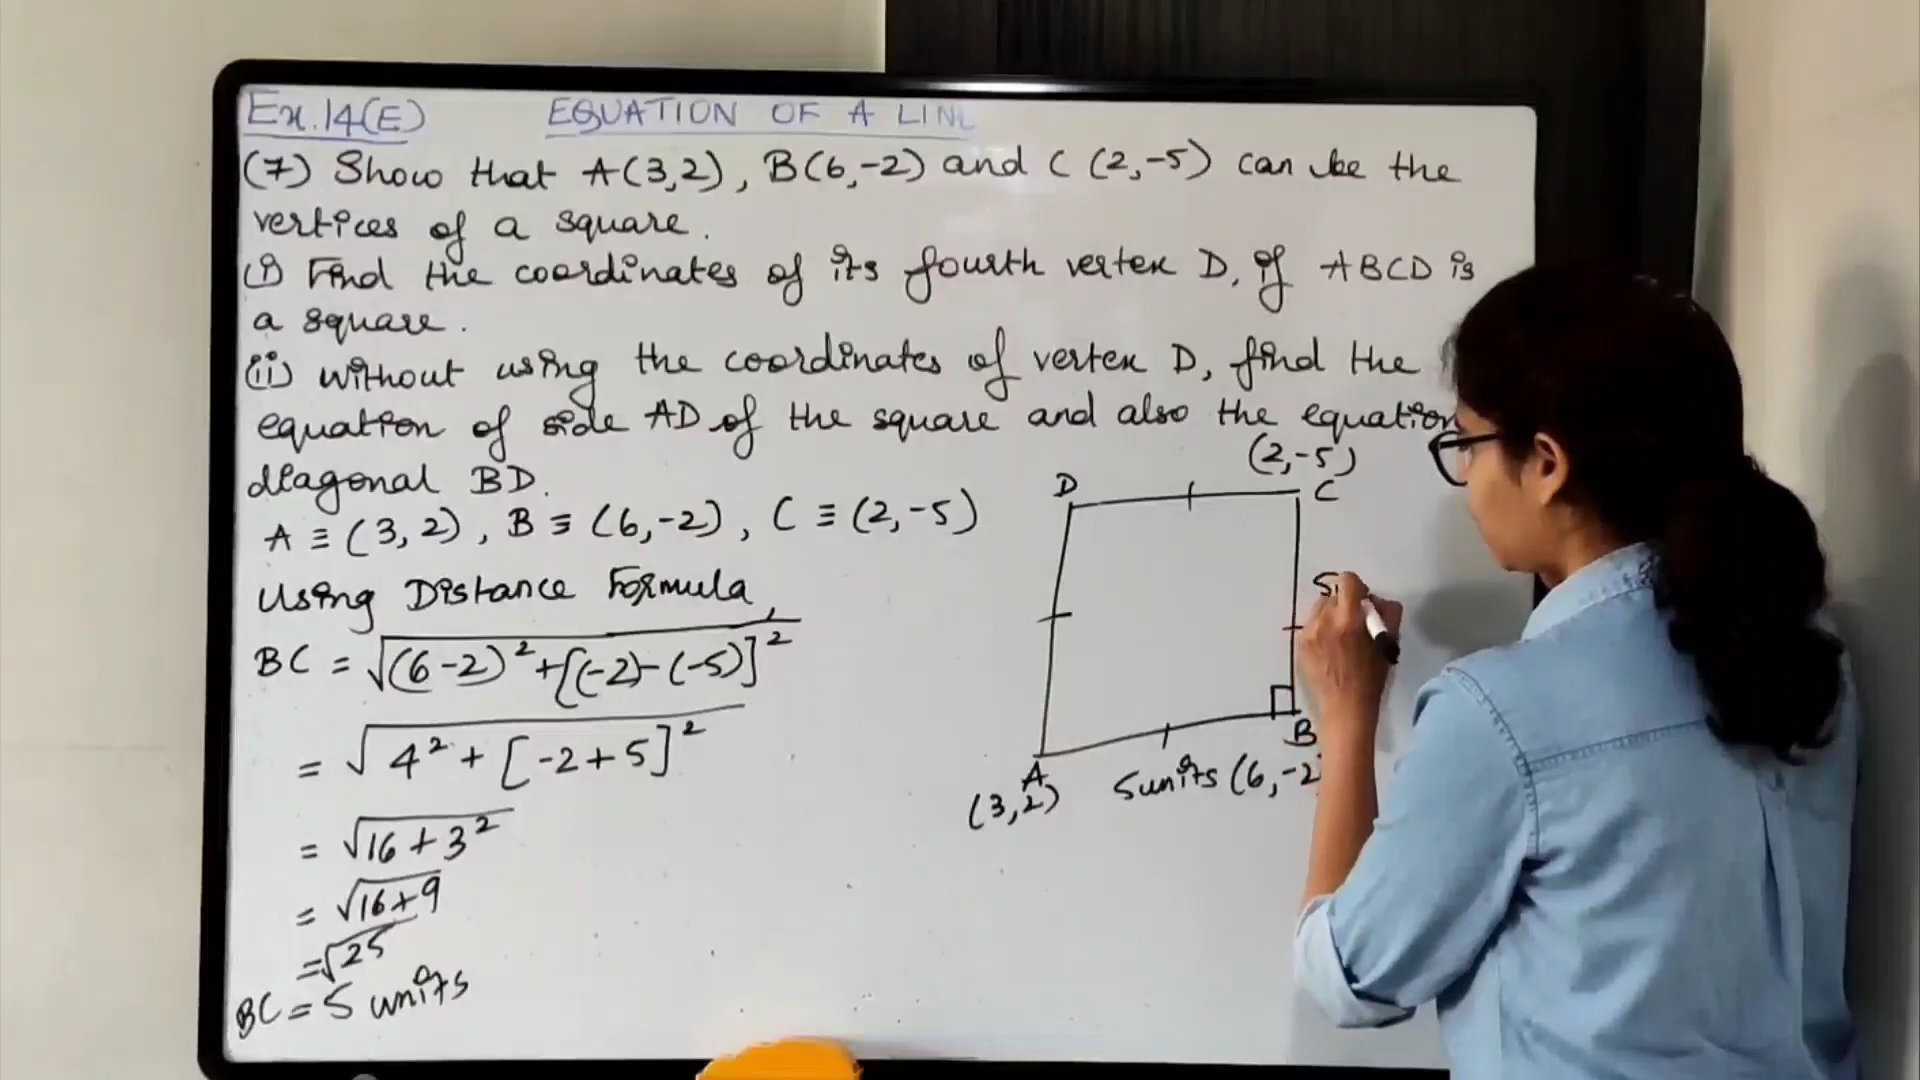 Ex.14(E) EQUATION OF A LINE
(7) Show that A(3,2), B(6,-2) and C (2,-5) can be the
vertices of a square.
(i) Find the coordinates of its fourth vertex D, if ABCD is
a square.
(ii) Without using the coordinates of vertex D, find the
equation of side AD of the square and also the equation
diagonal BD.
A ≡ (3,2), B ≡ (6,-2), C ≡ (2,-5)
Using Distance Formula,
BC = √(6-2)² + [(-2)-(-5)]²
= √4² + [-2+5]²
= √16 + 3²
= √16+9
= √25
BC = 5 units
(2,-5)
D
C
5
B
A
(3,2)
5units
(6,-2